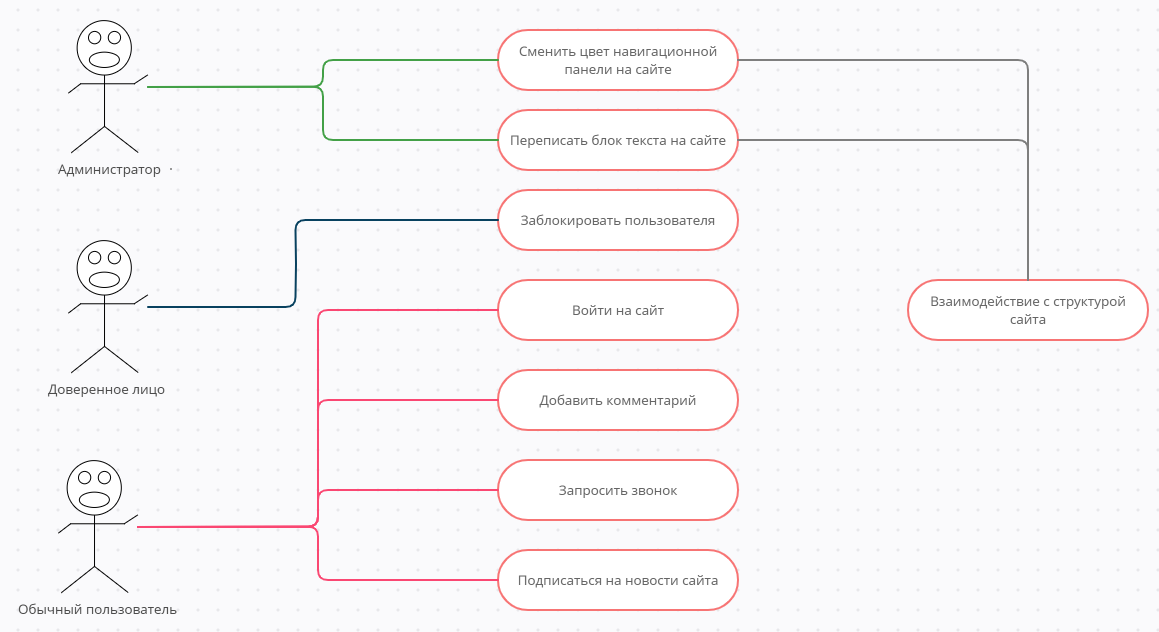 Сменить цвет навигационной
панели на сайте
Переписать блок текста на сайте
Администратор
Заблокировать пользователя
Войти на сайт
Взаимодействие с структурой
сайта
Доверенное лицо
Добавить комментарий
Запросить звонок
Подписаться на новости сайта
Обычный пользователь